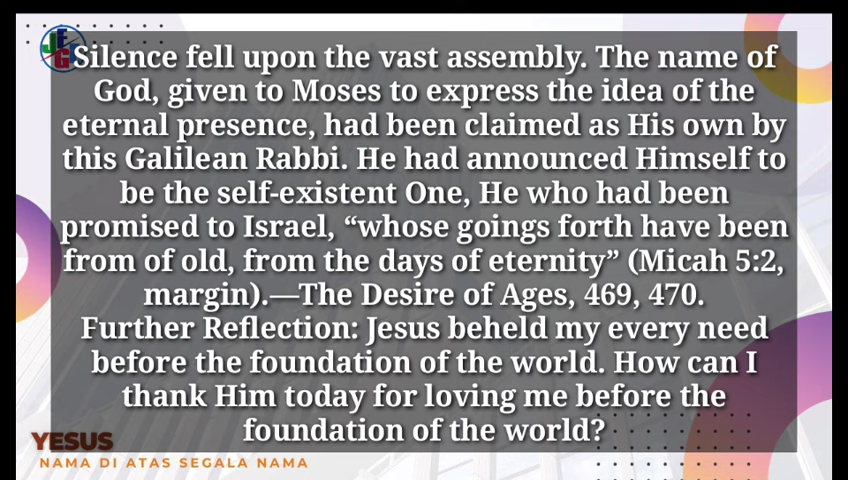 Silence fell upon the vast assembly. The name of
God, given to Moses to express the idea of the
eternal presence, had been claimed as His own by
this Galilean Rabbi. He had announced Himself to
be the self-existent One, He who had been
promised to Israel, “whose goings forth have been
from of old, from the days of eternity” (Micah 5:2,
margin).—The Desire of Ages, 469, 470.
Further Reflection: Jesus beheld my every need
before the foundation of the world. How can I
thank Him today for loving me before the
foundation of the world?
YESUS
NAMA DI ATAS SEGALA NAMA